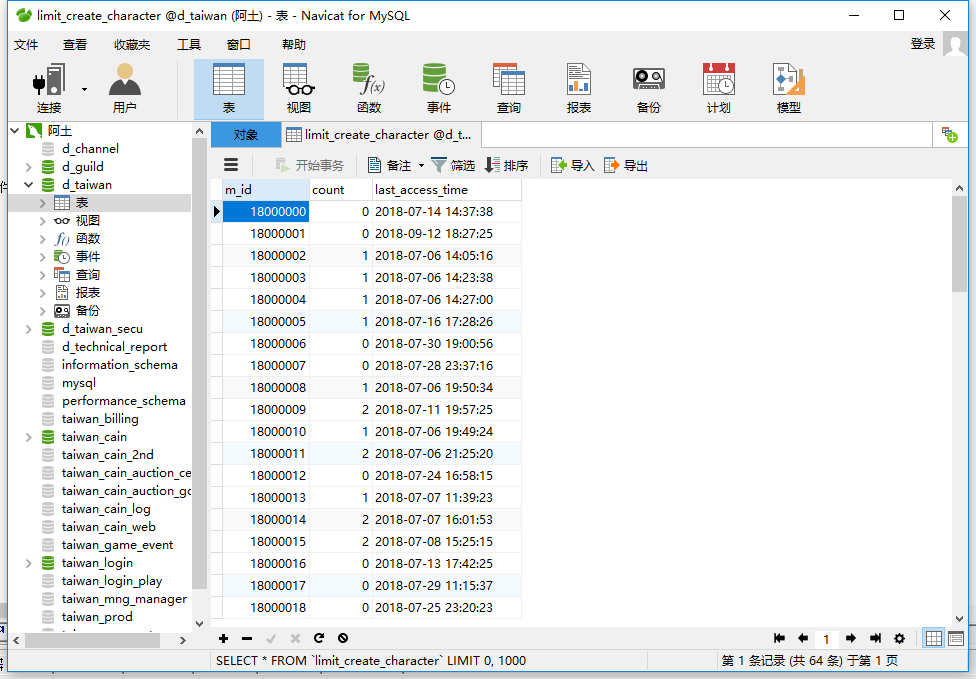 limit_create_character @d_taiwan (阿土) - 表 - Navicat for MySQL
文件 查看 收藏夹 工具 窗口 帮助 登录
连接 用户 表 视图 函数 事件 查询 报表 备份 计划 模型
对象 limit_create_character @d_t...
开始事务 备注 筛选 排序 导入 导出
阿土
d_channel
d_guild
d_taiwan
表
视图
函数
事件
查询
报表
备份
d_taiwan_secu
d_technical_report
information_schema
mysql
performance_schema
taiwan_billing
taiwan_cain
taiwan_cain_2nd
taiwan_cain_auction_ce
taiwan_cain_auction_gc
taiwan_cain_log
taiwan_cain_web
taiwan_game_event
taiwan_login
taiwan_login_play
taiwan_mng_manager
taiwan_prod
m_id count last_access_time
18000000 0 2018-07-14 14:37:38
18000001 0 2018-09-12 18:27:25
18000002 1 2018-07-06 14:05:16
18000003 1 2018-07-06 14:23:38
18000004 1 2018-07-06 14:27:00
18000005 1 2018-07-16 17:28:26
18000006 0 2018-07-30 19:00:56
18000007 0 2018-07-28 23:37:16
18000008 1 2018-07-06 19:50:34
18000009 2 2018-07-11 19:57:25
18000010 1 2018-07-06 19:49:24
18000011 2 2018-07-06 21:25:20
18000012 0 2018-07-24 16:58:15
18000013 1 2018-07-07 11:39:23
18000014 2 2018-07-07 16:01:53
18000015 2 2018-07-08 15:25:15
18000016 0 2018-07-13 17:42:25
18000017 0 2018-07-29 11:15:37
18000018 0 2018-07-25 23:20:23
1
SELECT * FROM `limit_create_character` LIMIT 0, 1000 第 1 条记录 (共 64 条) 于第 1 页